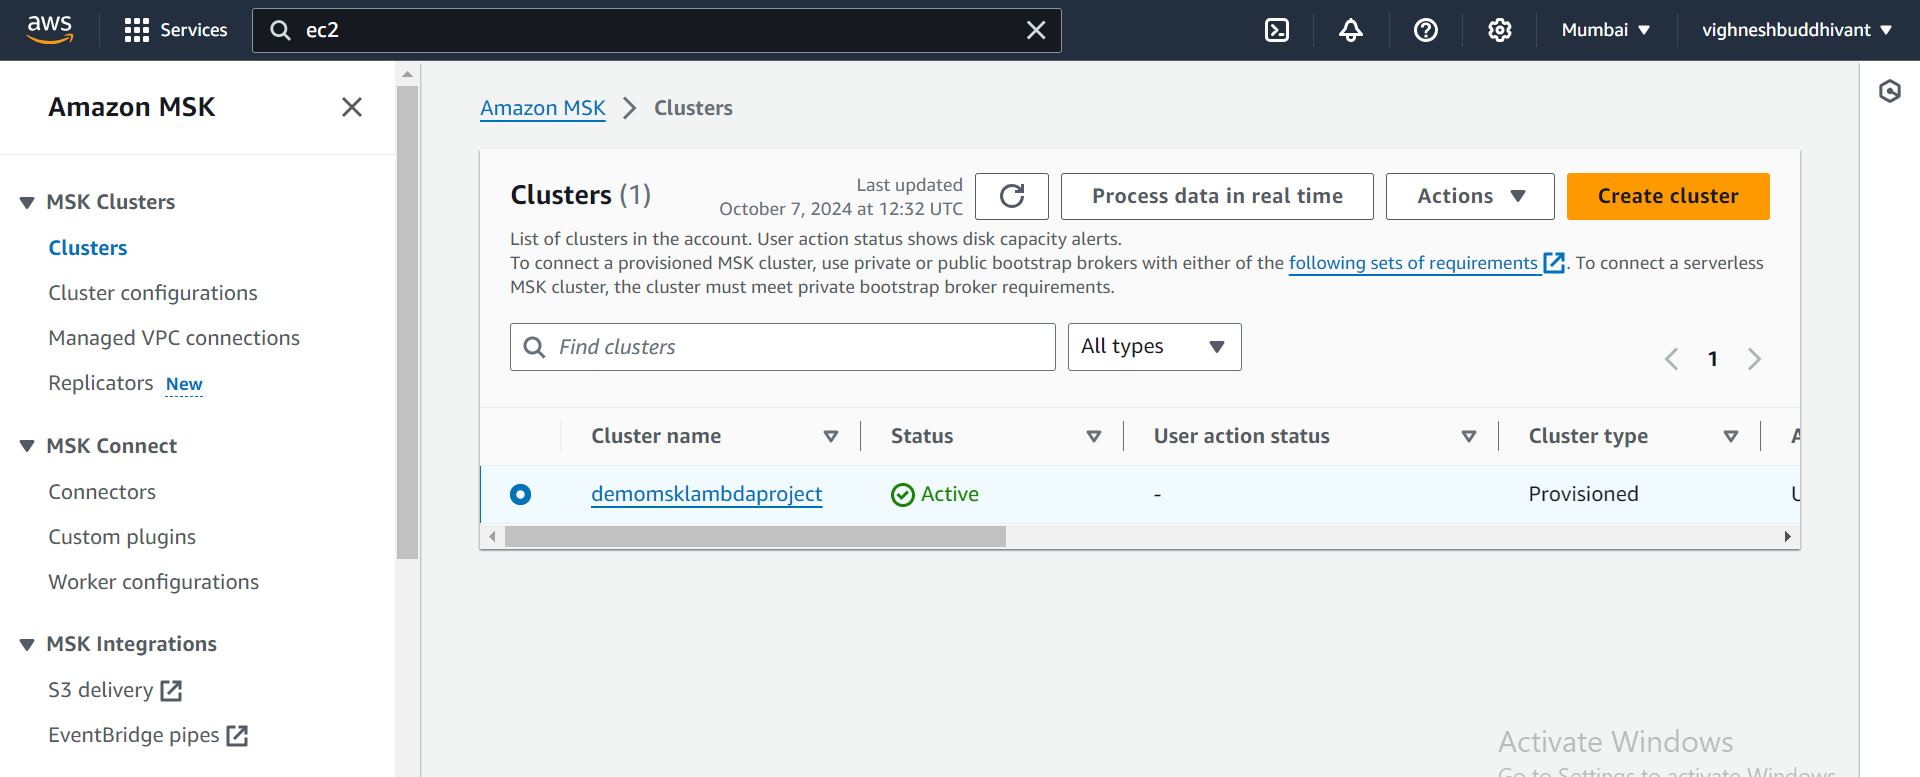 aws Services ec2 Mumbai vighneshbuddhivant
Amazon MSK
MSK Clusters
Clusters
Cluster configurations
Managed VPC connections
Replicators New
MSK Connect
Connectors
Custom plugins
Worker configurations
MSK Integrations
S3 delivery
EventBridge pipes
Amazon MSK Clusters
Clusters (1)
Last updated
October 7, 2024 at 12:32 UTC
Process data in real time
Actions
Create cluster
List of clusters in the account. User action status shows disk capacity alerts.
To connect a provisioned MSK cluster, use private or public bootstrap brokers with either of the following sets of requirements. To connect a serverless
MSK cluster, the cluster must meet private bootstrap broker requirements.
Find clusters All types 1
Cluster name Status User action status Cluster type
demomsklambdaproject Active - Provisioned
Activate Windows
Go to Settings to activate Windows